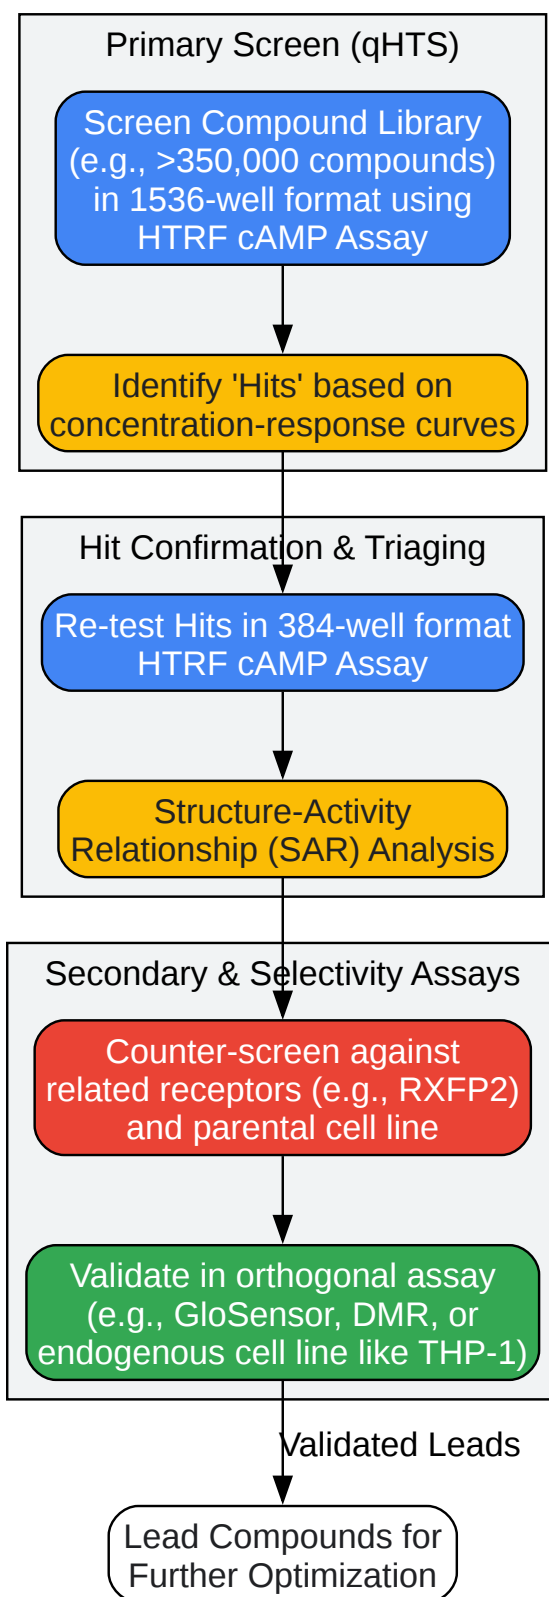 Primary Screen (qHTS)
Screen Compound Library
(e.g., >350,000 compounds)
in 1536-well format using
HTRF cAMP Assay
Identify 'Hits' based on
concentration-response curves
Hit Confirmation & Triaging
Re-test Hits in 384-well format
HTRF cAMP Assay
Structure-Activity
Relationship (SAR) Analysis
Secondary & Selectivity Assays
Counter-screen against
related receptors (e.g., RXFP2)
and parental cell line
Validate in orthogonal assay
(e.g., GloSensor, DMR, or
endogenous cell line like THP-1)
Validated Leads
Lead Compounds for
Further Optimization